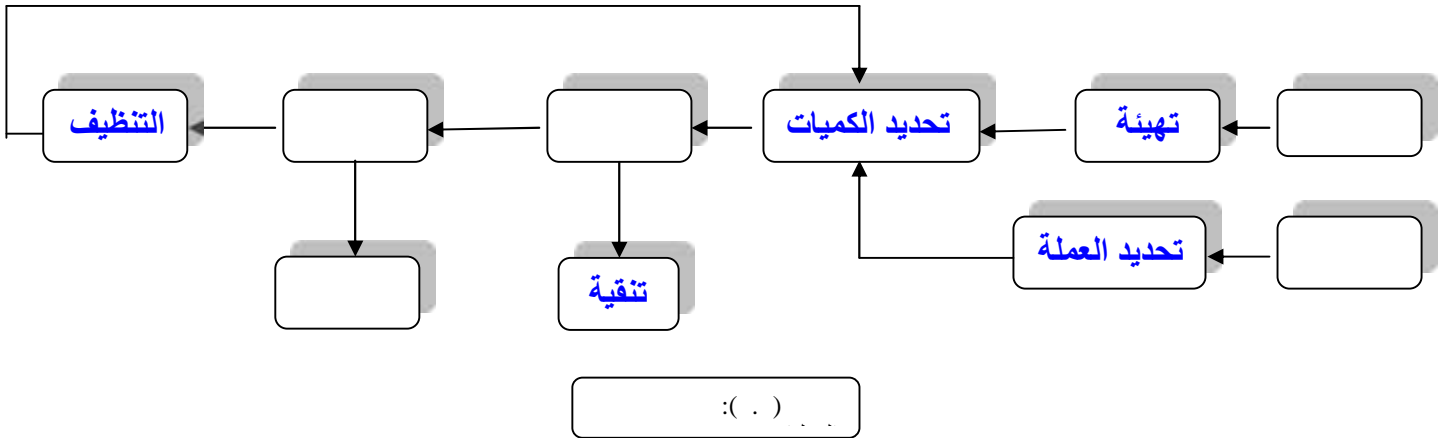 تهيئة
تحديد الكميات
التنظيف
تحديد العملة
تنقية
( . ):